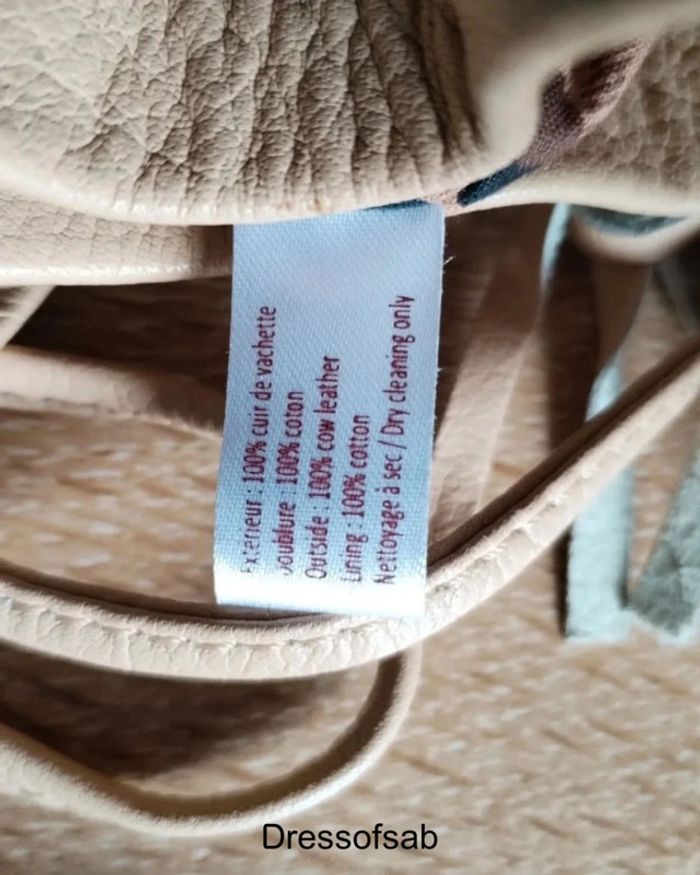 Extérieur : 100% cuir de vachette
Doublure : 100% coton
Outside : 100% cow leather
Lining : 100% cotton
Nettoyage à sec / Dry cleaning only
Dressofsab